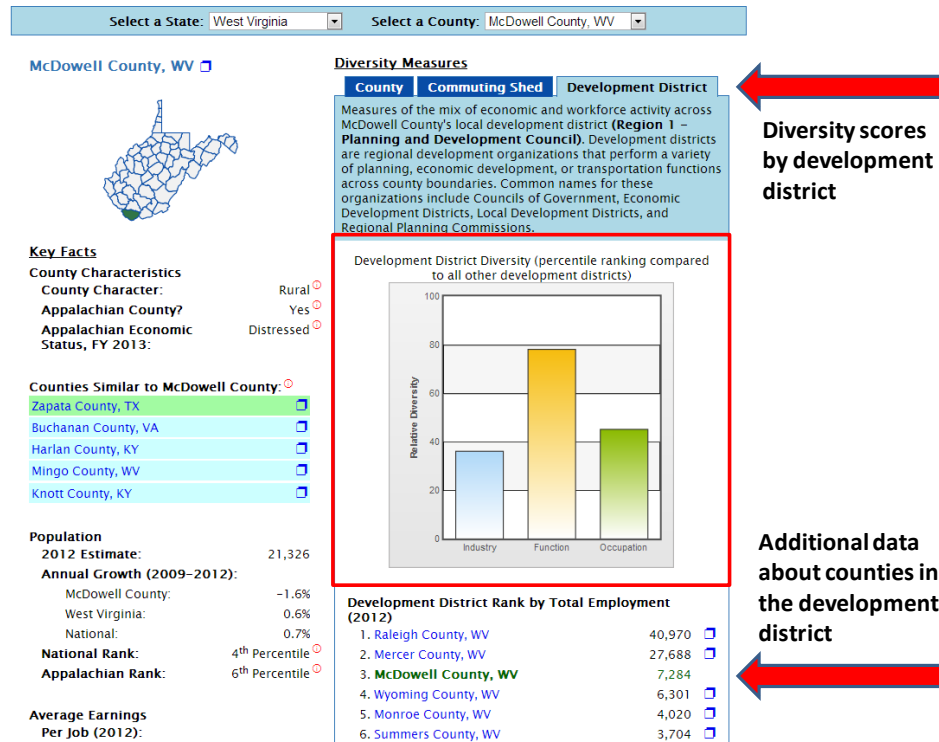 Select a State: West Virginia Select a County: McDowell County, WV
McDowell County, WV
Key Facts
County Characteristics
County Character: Rural
Appalachian County? Yes
Appalachian Economic Distressed
Status, FY 2013:
Counties Similar to McDowell County:
Zapata County, TX
Buchanan County, VA
Harlan County, KY
Mingo County, WV
Knott County, KY
Population
2012 Estimate: 21,326
Annual Growth (2009-2012):
McDowell County: -1.6%
West Virginia: 0.6%
National: 0.7%
National Rank: 4th Percentile
Appalachian Rank: 6th Percentile
Average Earnings
Per Job (2012):
Diversity Measures
County Commuting Shed Development District
Measures of the mix of economic and workforce activity across
McDowell County's local development district (Region 1 -
Planning and Development Council). Development districts
are regional development organizations that perform a variety
of planning, economic development, or transportation functions
across county boundaries. Common names for these
organizations include Councils of Government, Economic
Development Districts, Local Development Districts, and
Regional Planning Commissions.
Development District Diversity (percentile ranking compared
to all other development districts)
100
80
60
40
20
0
Relative Diversity
Industry Function Occupation
Development District Rank by Total Employment
(2012)
1. Raleigh County, WV 40,970
2. Mercer County, WV 27,688
3. McDowell County, WV 7,284
4. Wyoming County, WV 6,301
5. Monroe County, WV 4,020
6. Summers County, WV 3,704
Diversity scores
by development
district
Additional data
about counties in
the development
district